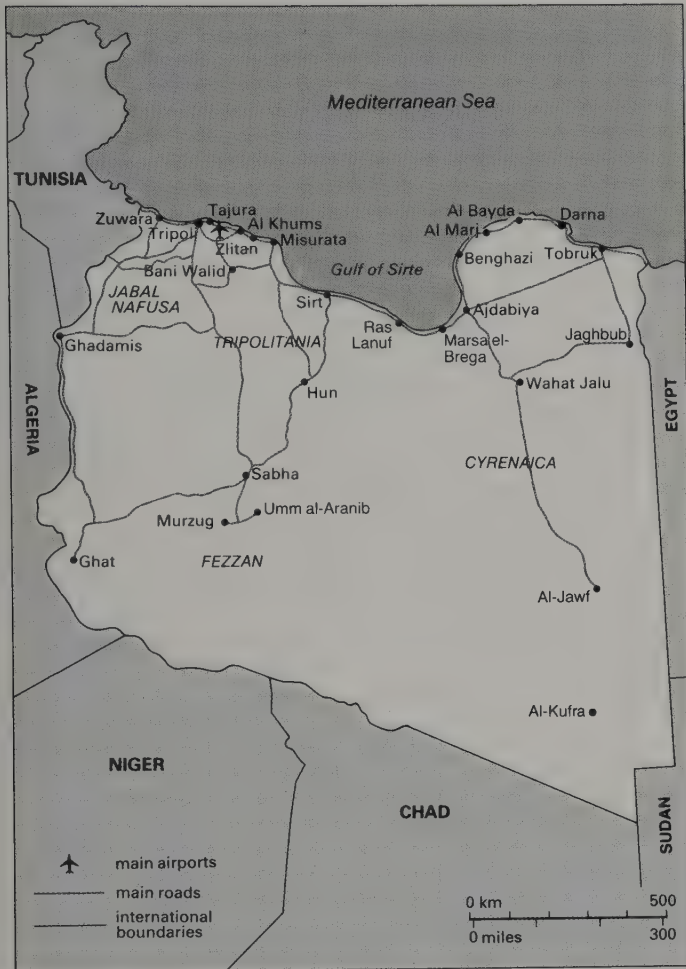 Mediterranean Sea
TUNISIA
Zuwara
Tajura
Tripoli
Al Khums
Zlitan
Misurata
Bani Walid
JABAL
NAFUSA
Al Bayda
Darna
Al Marj
Benghazi
Tobruk
Gulf of Sirte
Sirt
Ajdabiya
TRIPOLITANIA
Ras
Lanuf
Marsa el-
Brega
Jaghbub
Ghadamis
Hun
Wahat Jalu
ALGERIA
EGYPT
CYRENAICA
Sabha
Murzug
Umm al-Aranib
Ghat
FEZZAN
Al-Jawf
Al-Kufra
NIGER
CHAD
SUDAN
main airports
main roads
international
boundaries
0 km 500
0 miles 300